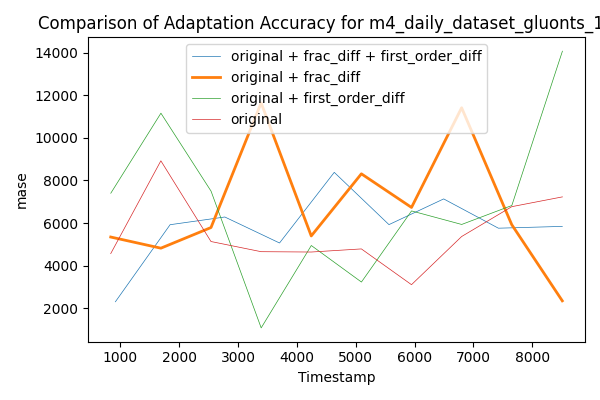 Comparison of Adaptation Accuracy for m4_daily_dataset_gluonts_1
original + frac_diff + first_order_diff
original + frac_diff
original + first_order_diff
original
mase
14000
12000
10000
8000
6000
4000
2000
1000 2000 3000 4000 5000 6000 7000 8000
Timestamp